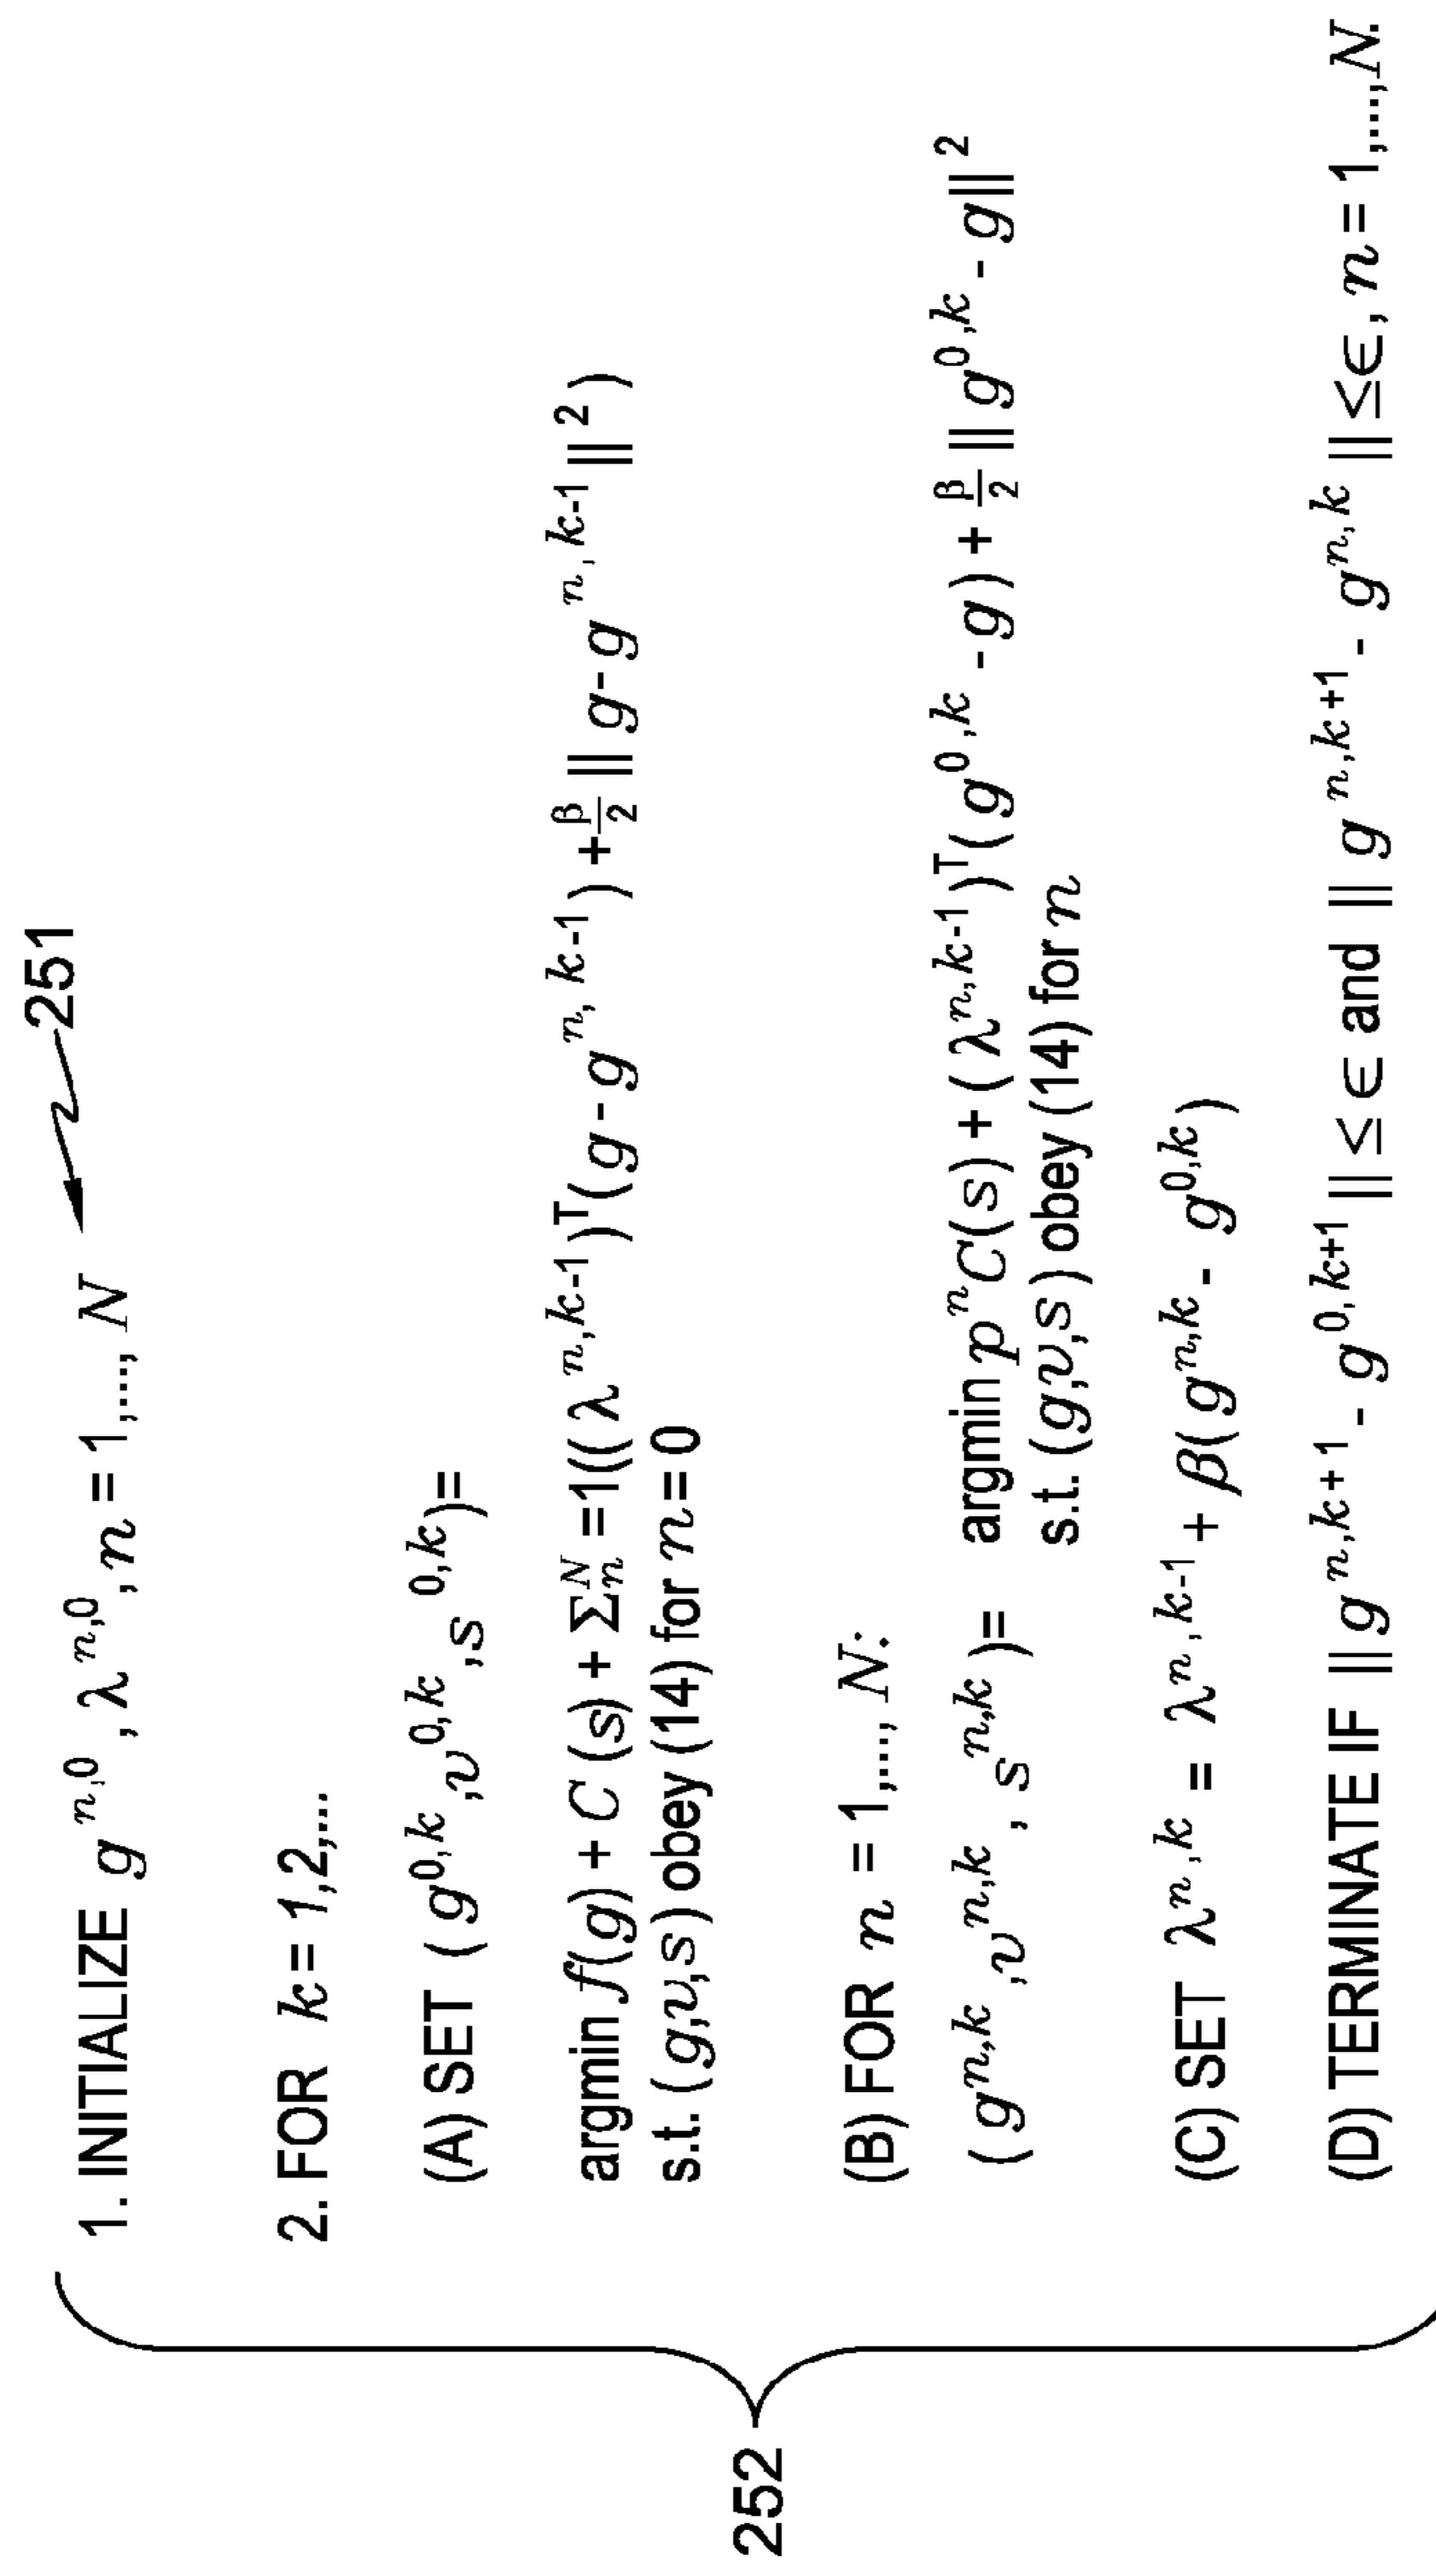 251
1. INITIALIZE g^{n,0}, λ^{n,0}, n = 1,..., N
2. FOR k = 1,2,...
(A) SET (g^{0,k}, v^{0,k}, s^{0,k}) =
argmin f(g) + C(s) + Σ_n^N =1((λ^{n,k-1})^T(g - g^{n,k-1}) + β/2 || g - g^{n,k-1} ||^2)
s.t. (g,v,s) obey (14) for n = 0
(B) FOR n = 1,..., N:
(g^{n,k}, v^{n,k}, s^{n,k}) = argmin p^n C(s) + (λ^{n,k-1})^T(g^{0,k} - g) + β/2 || g^{0,k} - g ||^2
s.t. (g,v,s) obey (14) for n
(C) SET λ^{n,k} = λ^{n,k-1} + β(g^{n,k} - g^{0,k})
(D) TERMINATE IF || g^{n,k+1} - g^{0,k+1} || ≤ ϵ and || g^{n,k+1} - g^{n,k} || ≤ϵ, n = 1,...,N.
252